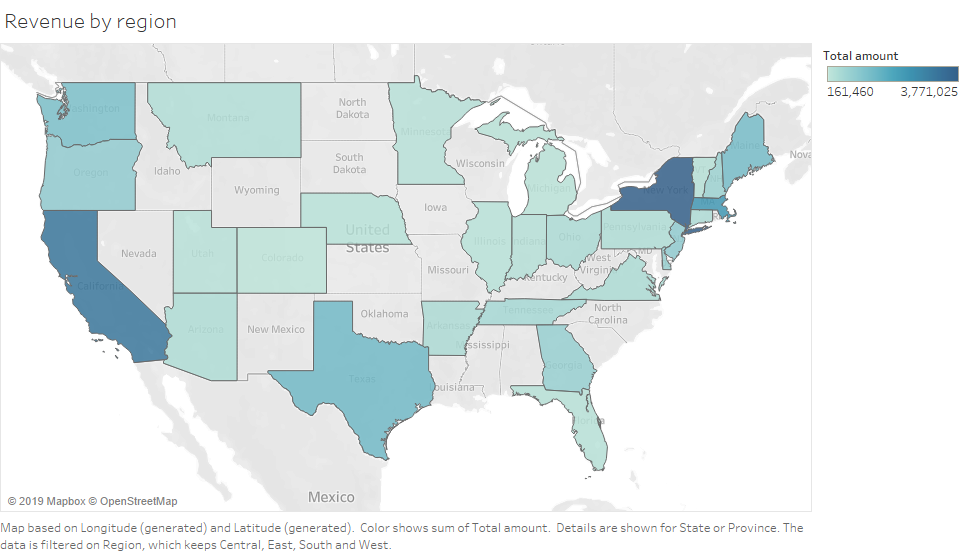 Revenue by region
Total amount
161,460 3,771,025
Washington
Montana
North
Dakota
Minnesota
Maine
Nova
Oregon
Idaho
South
Dakota
Wisconsin
Michigan
New York
Wyoming
Iowa
Nevada
Utah
Colorado
United
States
Illinois
Indiana
Ohio
Pennsylvania
MD
West
Virginia
Missouri
Kentucky
California
Arizona
New Mexico
Oklahoma
Arkansas
Tennessee
North
Carolina
Mississippi
Texas
ouisiana
Georgia
Florida
Mexico
© 2019 Mapbox © OpenStreetMap
Map based on Longitude (generated) and Latitude (generated). Color shows sum of Total amount. Details are shown for State or Province. The
data is filtered on Region, which keeps Central, East, South and West.